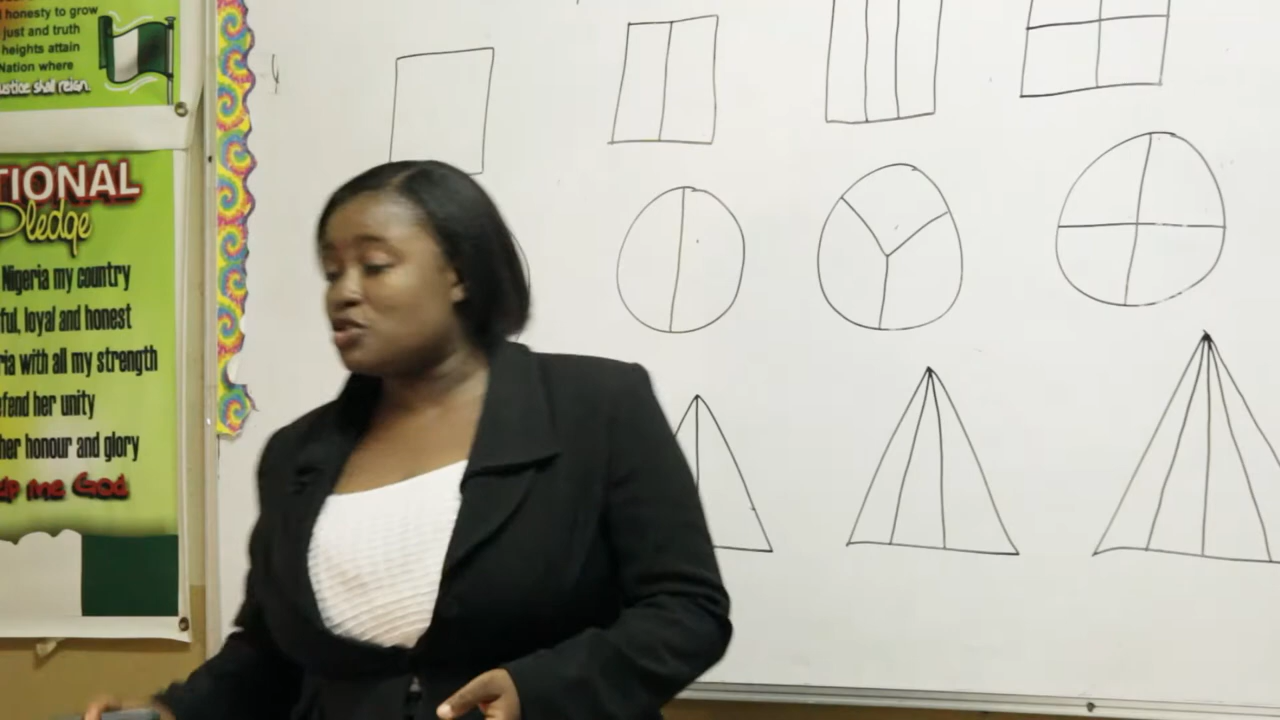 honesty to grow
just and truth
heights attain
Nation where
justice shall reign.
TIONAL
Pledge
Nigeria my country
ful, loyal and honest
ria with all my strength
efend her unity
her honour and glory
elp me God